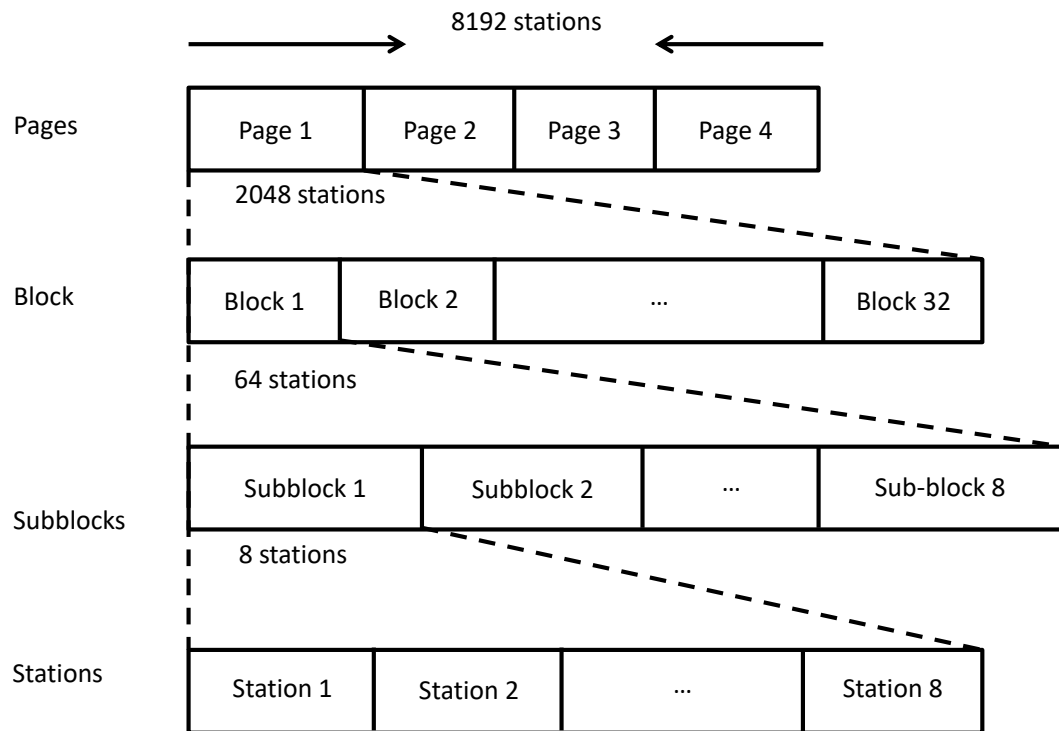 8192 stations
Pages
Page 1
Page 2
Page 3
Page 4
2048 stations
Block
Block 1
Block 2
...
Block 32
64 stations
Subblocks
Subblock 1
Subblock 2
...
Sub-block 8
8 stations
Stations
Station 1
Station 2
...
Station 8